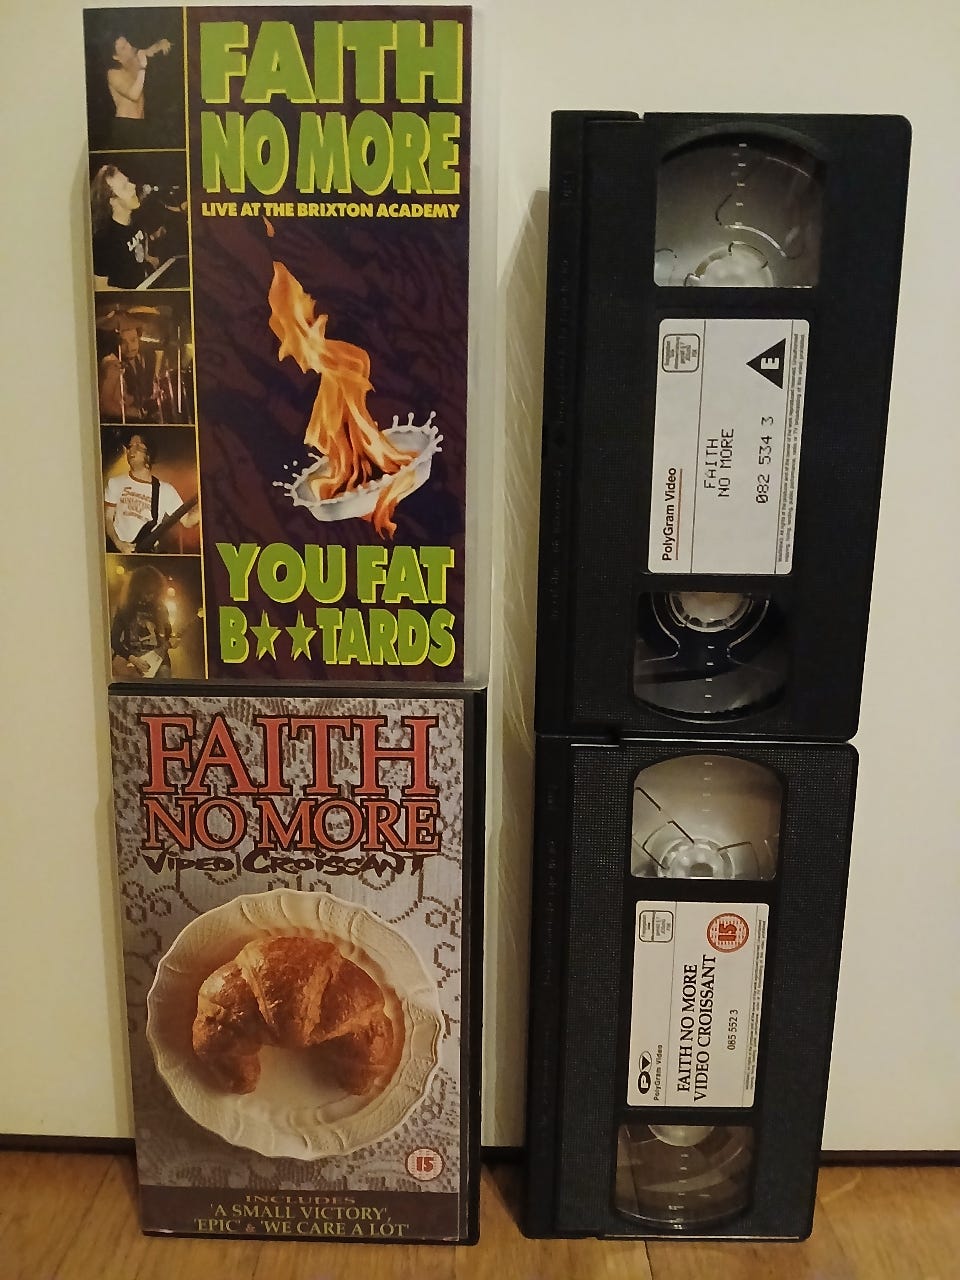 FAITH
NO MORE
LIVE AT THE BRIXTON ACADEMY
YOU FAT
B★★TARDS
FAITH
NO MORE
VIDEO CROISSANT
15
INCLUDES
'A SMALL VICTORY',
'EPIC' & 'WE CARE A LOT'
E
PolyGram Video
FAITH
NO MORE
082 534 3
15
PV
PolyGram Video
FAITH NO MORE
VIDEO CROISSANT
085 552 3